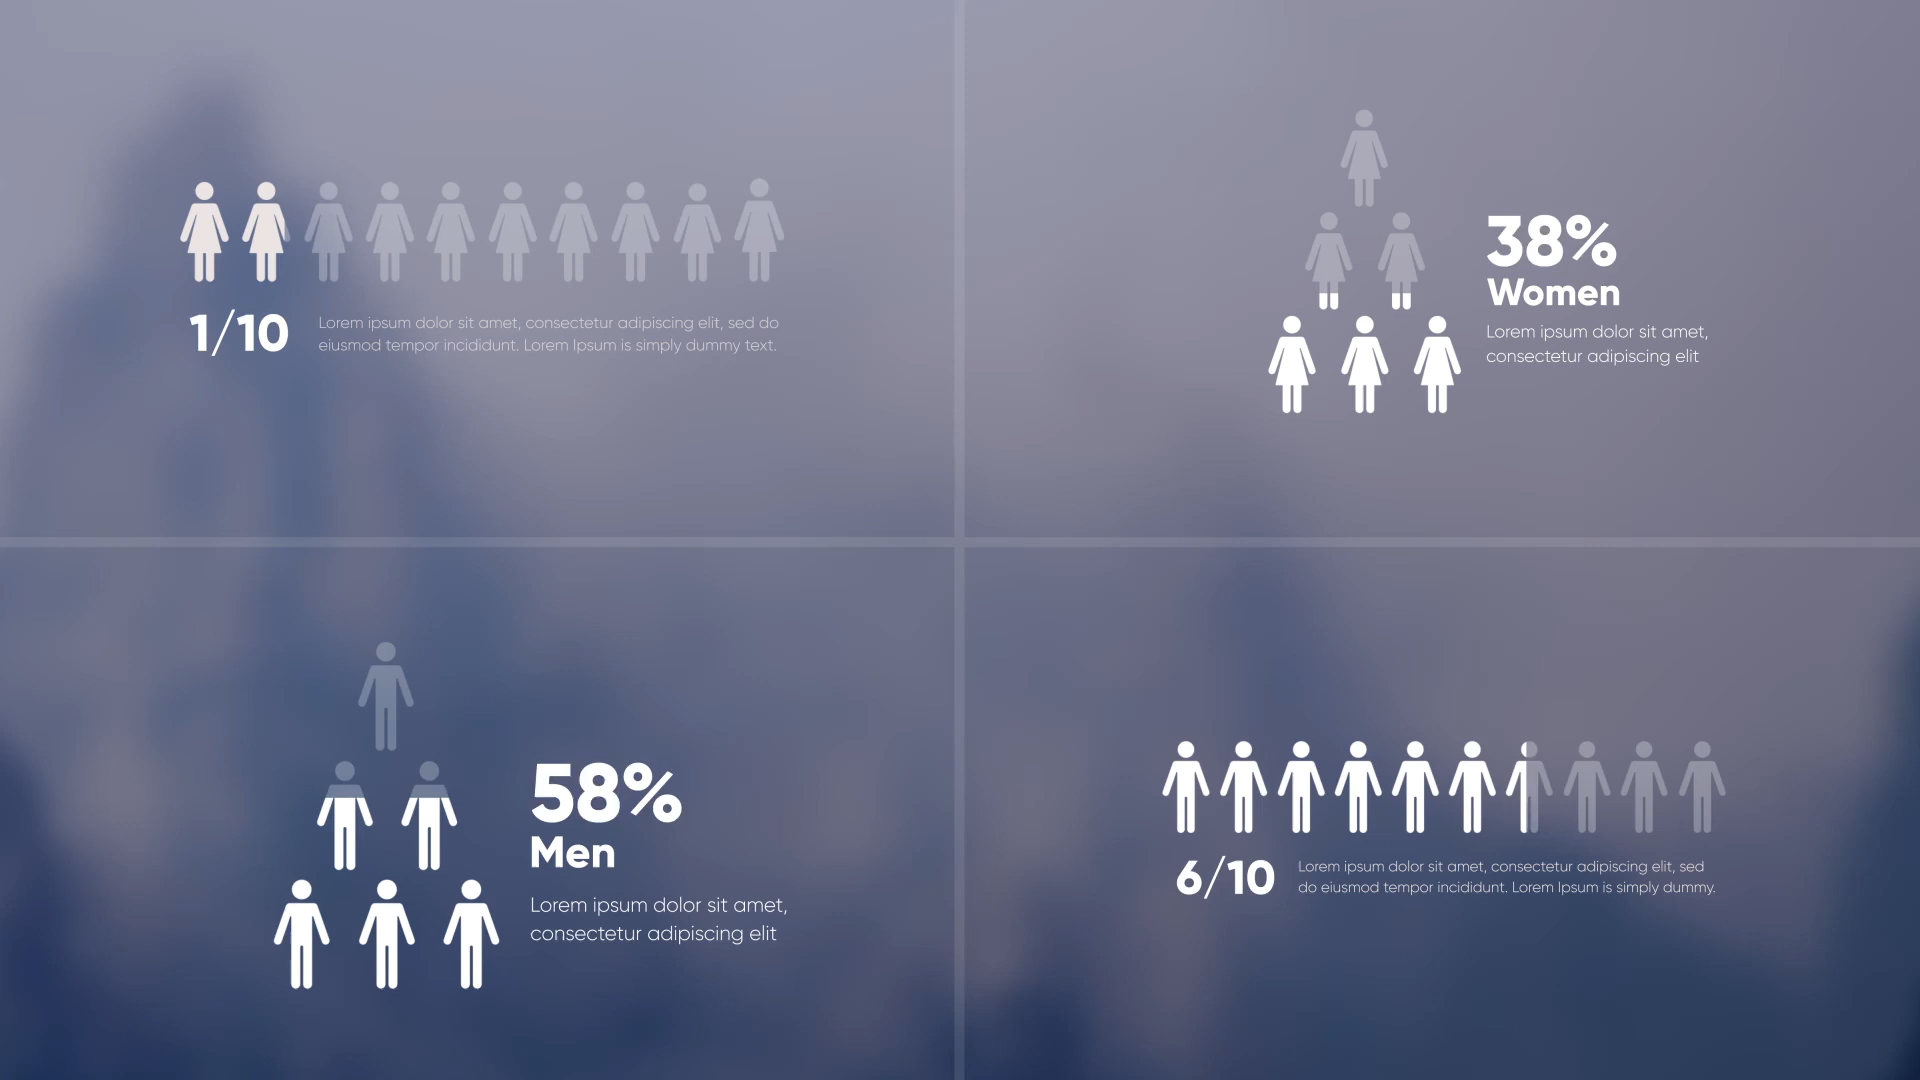 1/10
Lorem ipsum dolor sit amet, consectetur adipiscing elit, sed do
eiusmod tempor incididunt. Lorem Ipsum is simply dummy text.
38%
Women
Lorem ipsum dolor sit amet,
consectetur adipiscing elit
58%
Men
Lorem ipsum dolor sit amet,
consectetur adipiscing elit
6/10
Lorem ipsum dolor sit amet, consectetur adipiscing elit, sed
do eiusmod tempor incididunt. Lorem Ipsum is simply dummy.